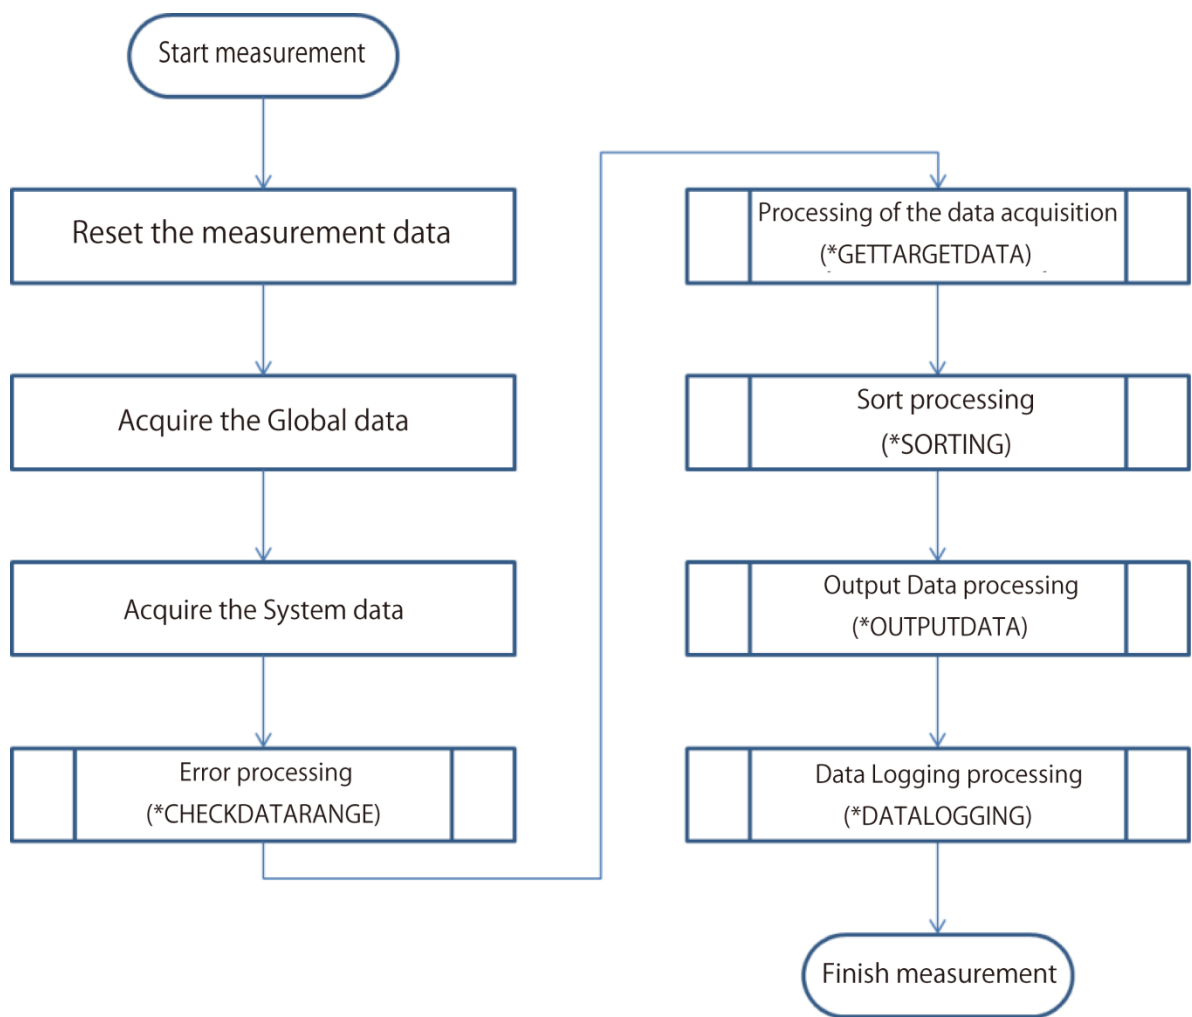 Start measurement
Reset the measurement data
Acquire the Global data
Acquire the System data
Error processing
(*CHECKDATARANGE)
Processing of the data acquisition
(*GETTARGETDATA)
Sort processing
(*SORTING)
Output Data processing
(*OUTPUTDATA)
Data Logging processing
(*DATALOGGING)
Finish measurement